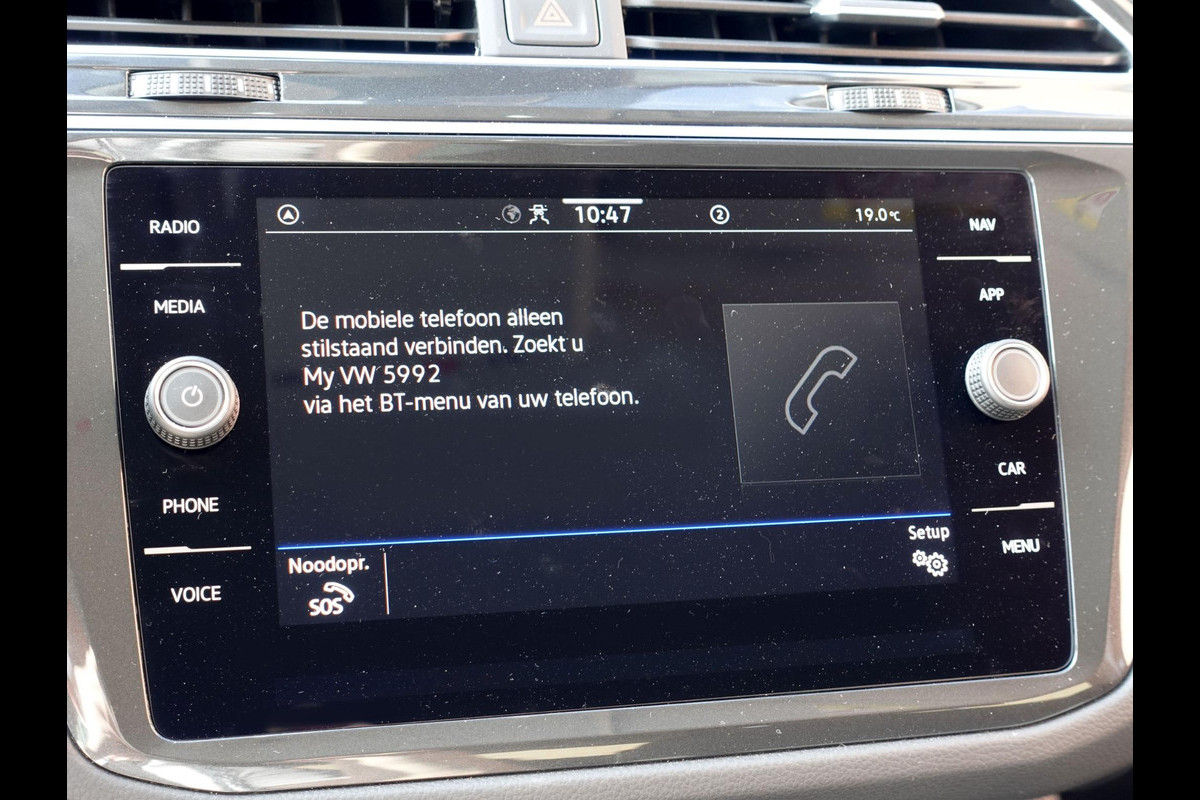 RADIO
MEDIA
PHONE
VOICE
10:47
2
19.0°C
De mobiele telefoon alleen
stilstaand verbinden. Zoekt u
My VW 5992
via het BT-menu van uw telefoon.
Noodopr.
SOS
Setup
NAV
APP
CAR
MENU